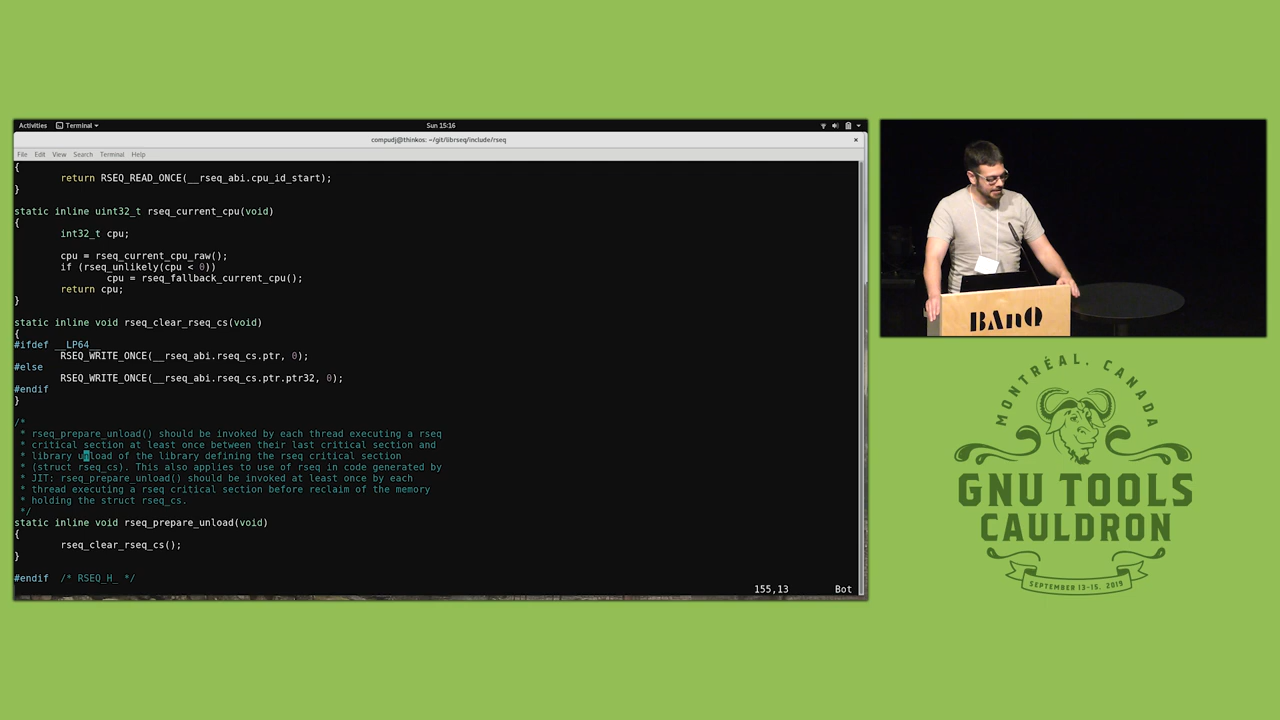 Activities
Terminal
Sun 15:16
compudj@thinkos: ~/git/librseq/include/rseq
File Edit View Search Terminal Help
{
return RSEQ_READ_ONCE(__rseq_abi.cpu_id_start);
}
static inline uint32_t rseq_current_cpu(void)
{
int32_t cpu;
cpu = rseq_current_cpu_raw();
if (rseq_unlikely(cpu < 0))
cpu = rseq_fallback_current_cpu();
return cpu;
}
static inline void rseq_clear_rseq_cs(void)
{
#ifdef __LP64__
RSEQ_WRITE_ONCE(__rseq_abi.rseq_cs.ptr, 0);
#else
RSEQ_WRITE_ONCE(__rseq_abi.rseq_cs.ptr.ptr32, 0);
#endif
}
/*
* rseq_prepare_unload() should be invoked by each thread executing a rseq
* critical section at least once between their last critical section and
* library unload of the library defining the rseq critical section
* (struct rseq_cs). This also applies to use of rseq in code generated by
* JIT: rseq_prepare_unload() should be invoked at least once by each
* thread executing a rseq critical section before reclaim of the memory
* holding the struct rseq_cs.
*/
static inline void rseq_prepare_unload(void)
{
rseq_clear_rseq_cs();
}
#endif /* RSEQ_H_ */
155,13 Bot
BAnQ
MONTRÉAL, CANADA
GNU TOOLS
CAULDRON
SEPTEMBER 13-15, 2019